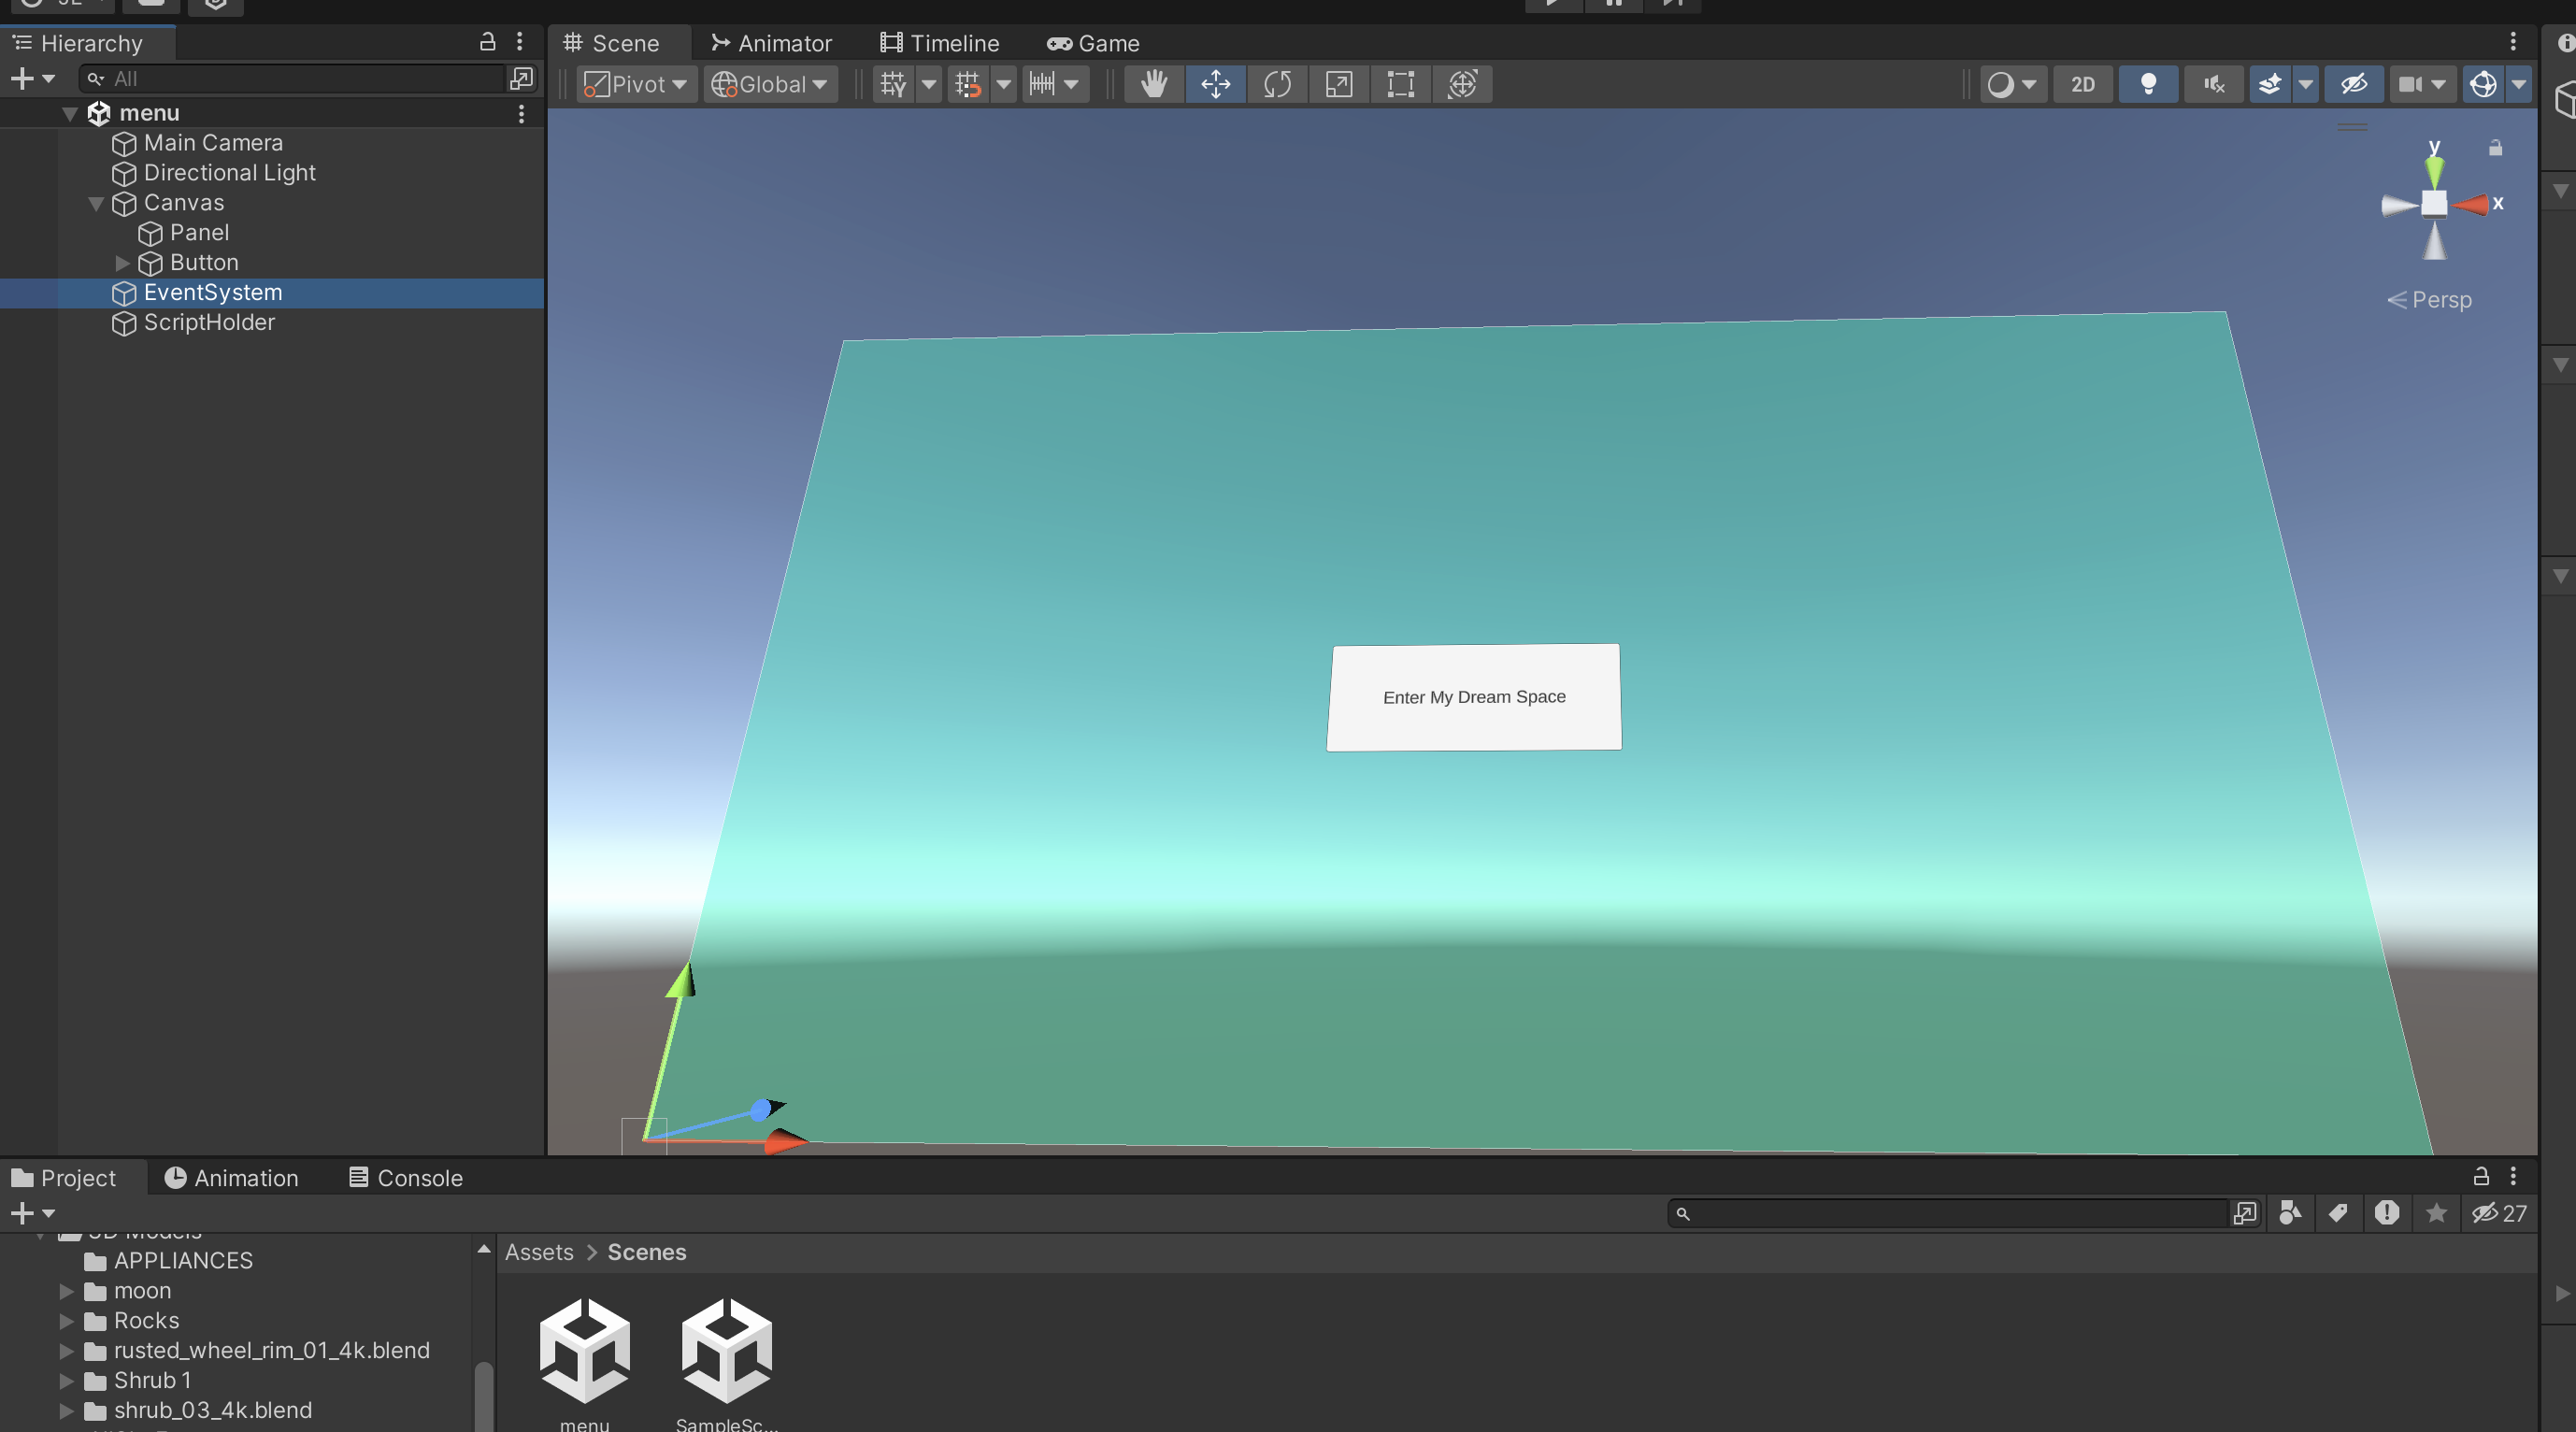 Hierarchy
All
menu
Main Camera
Directional Light
Canvas
Panel
Button
EventSystem
ScriptHolder
Scene
Animator
Timeline
Game
Pivot
Global
2D
y
x
Persp
Enter My Dream Space
Project
Animation
Console
27
3D Models
APPLIANCES
moon
Rocks
rusted_wheel_rim_01_4k.blend
Shrub 1
shrub_03_4k.blend
Assets > Scenes
menu
SampleSc...